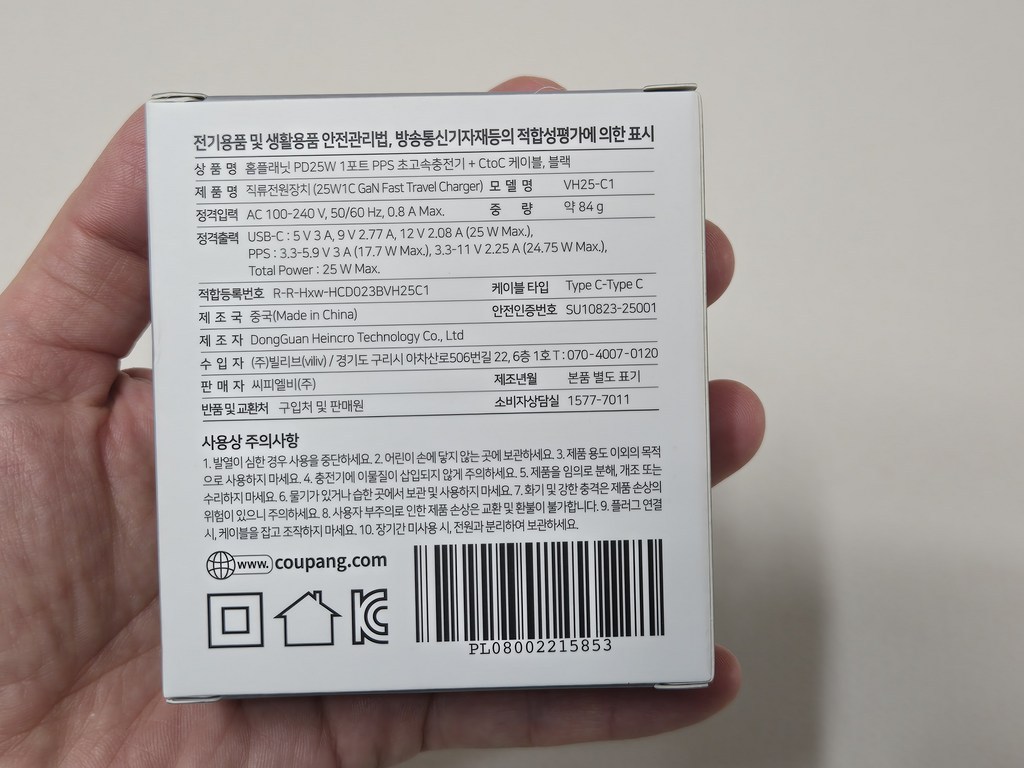 전기용품 및 생활용품 안전관리법, 방송통신기자재등의 적합성평가에 의한 표시
상 품 명 홈플래닛 PD25W 1포트 PPS 초고속충전기 + CtoC 케이블, 블랙
제 품 명 직류전원장치 (25W1C GaN Fast Travel Charger) 모 델 명 VH25-C1
정격입력 AC 100-240 V, 50/60 Hz, 0.8 A Max. 중 량 약 84 g
정격출력 USB-C : 5 V 3 A, 9 V 2.77 A, 12 V 2.08 A (25 W Max.),
PPS : 3.3-5.9 V 3 A (17.7 W Max.), 3.3-11 V 2.25 A (24.75 W Max.),
Total Power : 25 W Max.
적합등록번호 R-R-Hxw-HCD023BVH25C1 케이블 타입 Type C-Type C
제 조 국 중국(Made in China) 안전인증번호 SU10823-25001
제 조 자 DongGuan Heincro Technology Co., Ltd
수 입 자 (주)빌리브(viliv) / 경기도 구리시 아차산로506번길 22, 6층 1호 T : 070-4007-0120
판 매 자 씨피엘비(주) 제조년월 본품 별도 표기
반품 및 교환처 구입처 및 판매원 소비자상담실 1577-7011
사용상 주의사항
1. 발열이 심한 경우 사용을 중단하세요. 2. 어린이 손에 닿지 않는 곳에 보관하세요. 3. 제품 용도 이외의 목적
으로 사용하지 마세요. 4. 충전기에 이물질이 삽입되지 않게 주의하세요. 5. 제품을 임의로 분해, 개조 또는
수리하지 마세요. 6. 물기가 있거나 습한 곳에서 보관 및 사용하지 마세요. 7. 화기 및 강한 충격은 제품 손상의
위험이 있으니 주의하세요. 8. 사용자 부주의로 인한 제품 손상은 교환 및 환불이 불가합니다. 9. 플러그 연결
시, 케이블을 잡고 조작하지 마세요. 10. 장기간 미사용 시, 전원과 분리하여 보관하세요.
www. coupang.com
PL08002215853